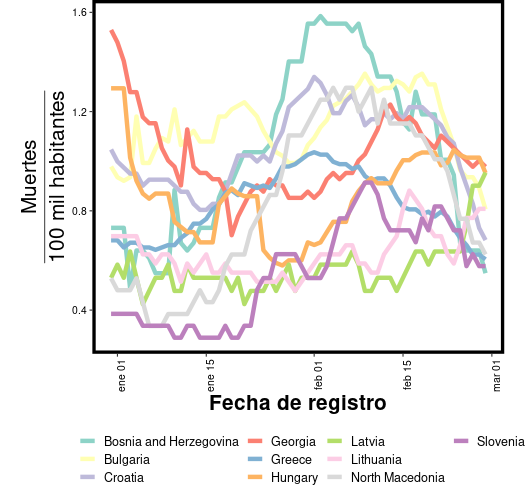 1.6
1.2
0.8
0.4
Muertes
100 mil habitantes
ene 01
ene 15
feb 01
feb 15
mar 01
Fecha de registro
Bosnia and Herzegovina Georgia Latvia Slovenia
Bulgaria Greece Lithuania
Croatia Hungary North Macedonia